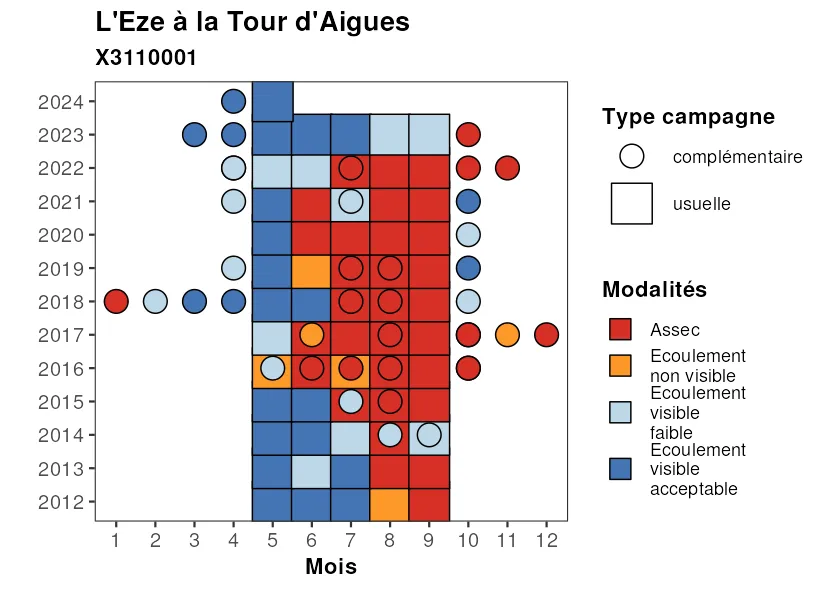 L'Eze à la Tour d'Aigues
X3110001
2024
2023
2022
2021
2020
2019
2018
2017
2016
2015
2014
2013
2012
1 2 3 4 5 6 7 8 9 10 11 12
Mois
Type campagne
complémentaire
usuelle
Modalités
Assec
Ecoulement
non visible
Ecoulement
visible
faible
Ecoulement
visible
acceptable